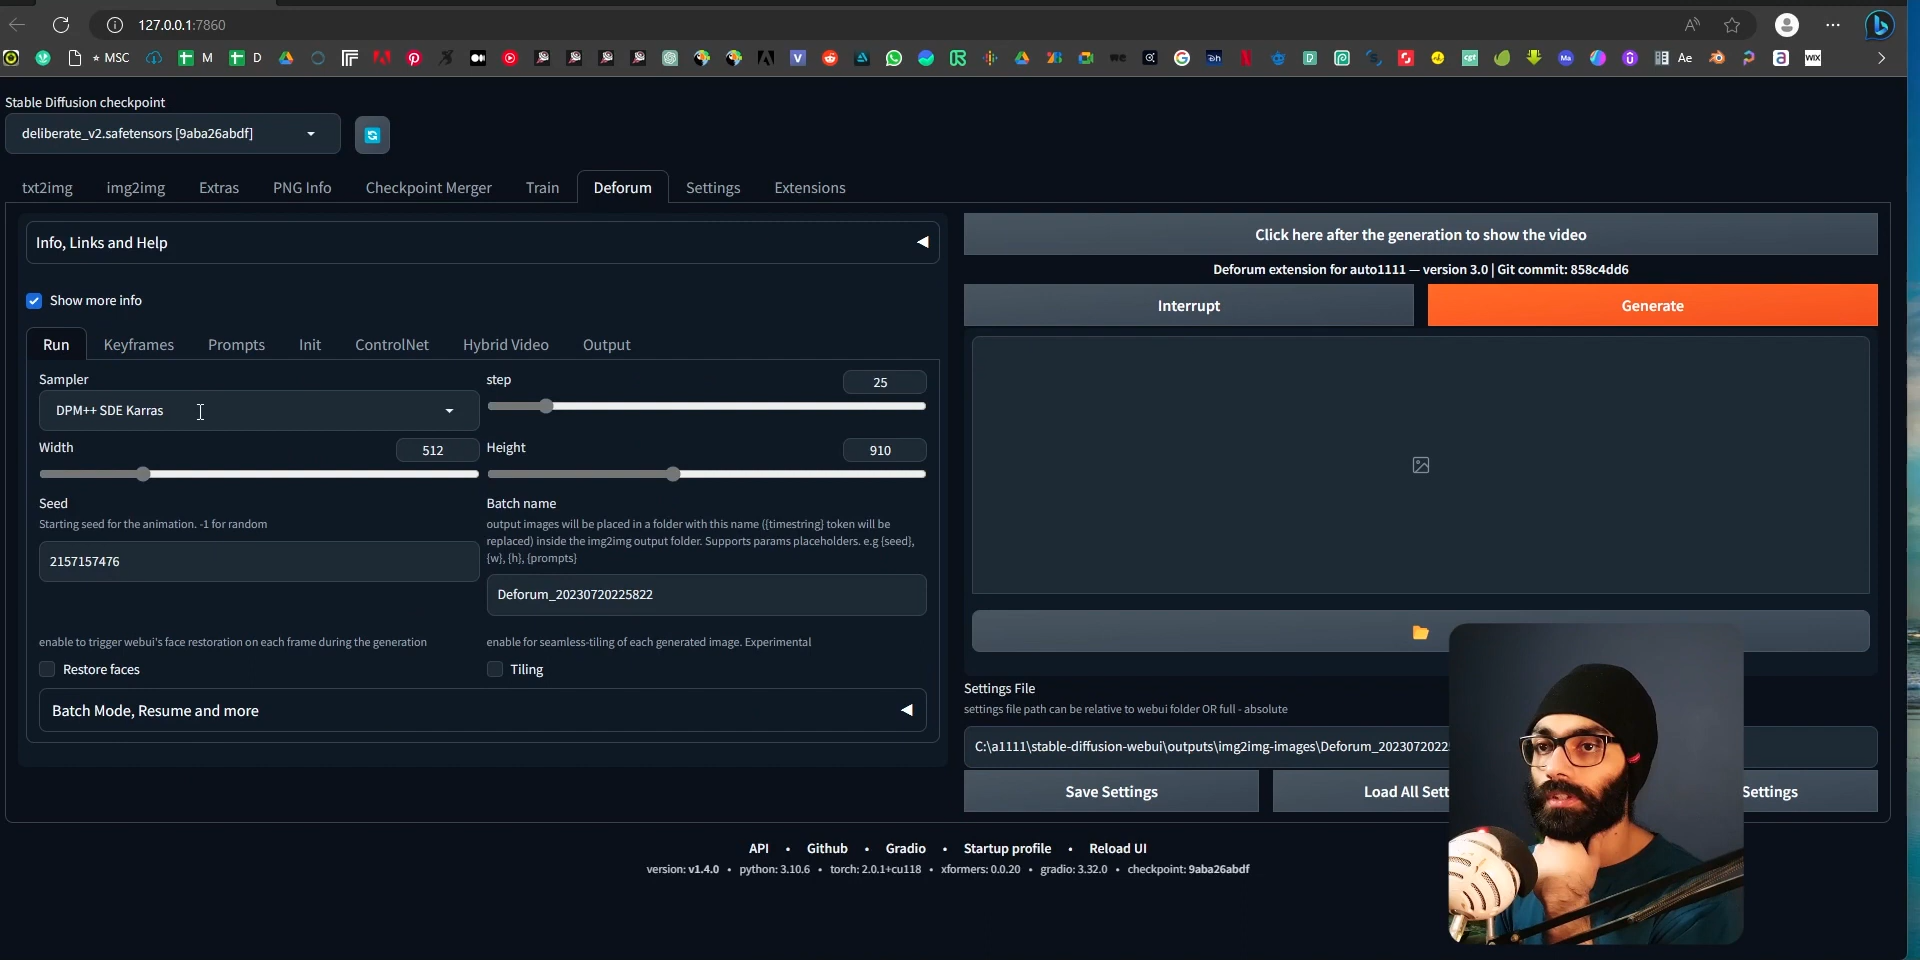 127.0.0.1:7860
MSC
M
D
Ae
WIX
Stable Diffusion checkpoint
deliberate_v2.safetensors [9aba26abdf]
txt2img
img2img
Extras
PNG Info
Checkpoint Merger
Train
Deforum
Settings
Extensions
Info, Links and Help
Show more info
Run
Keyframes
Prompts
Init
ControlNet
Hybrid Video
Output
Sampler
DPM++ SDE Karras
step
25
Width
512
Height
910
Seed
Starting seed for the animation. -1 for random
2157157476
Batch name
output images will be placed in a folder with this name ({timestring} token will be
replaced) inside the img2img output folder. Supports params placeholders. e.g {seed},
{w}, {h}, {prompts}
Deforum_20230720225822
enable to trigger webui's face restoration on each frame during the generation
Restore faces
enable for seamless-tiling of each generated image. Experimental
Tiling
Batch Mode, Resume and more
Click here after the generation to show the video
Deforum extension for auto1111 — version 3.0 | Git commit: 858c4dd6
Interrupt
Generate
Settings File
settings file path can be relative to webui folder OR full - absolute
C:\a1111\stable-diffusion-webui\outputs\img2img-images\Deforum_20230720225
Save Settings
Load All Sett
Settings
API • Github • Gradio • Startup profile • Reload UI
version: v1.4.0 • python: 3.10.6 • torch: 2.0.1+cu118 • xformers: 0.0.20 • gradio: 3.32.0 • checkpoint: 9aba26abdf